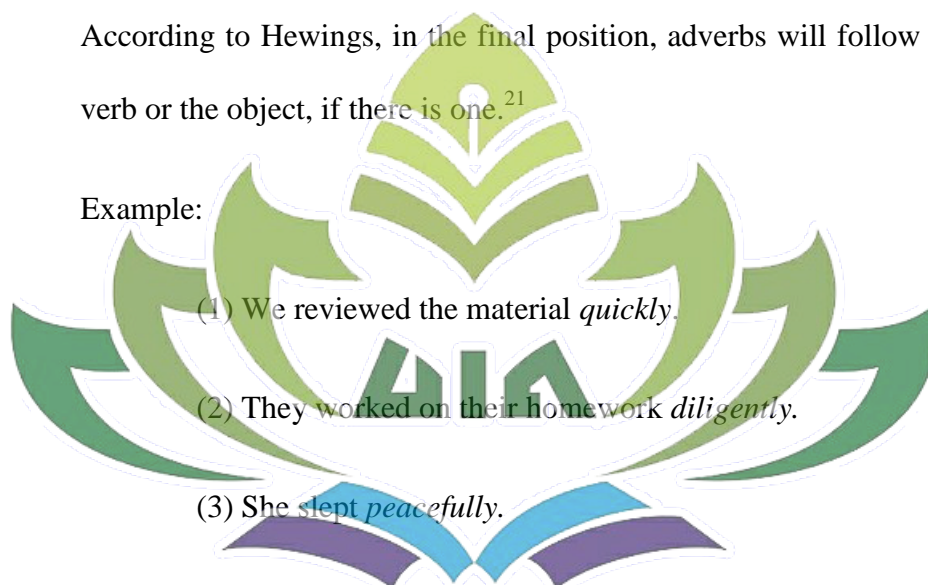 According to Hewings, in the final position, adverbs will follow
verb or the object, if there is one.21
Example:
(1) We reviewed the material quickly.
UIN
(2) They worked on their homework diligently.
(3) She slept peacefully.